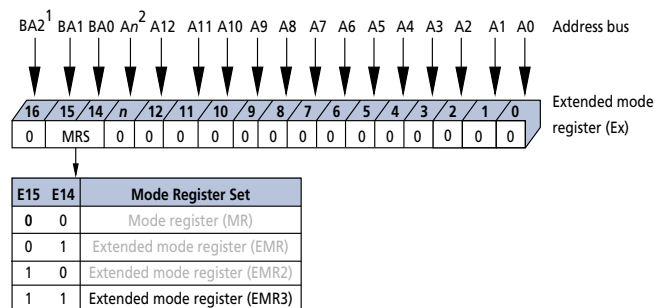 BA2¹ BA1 BA0 An² A12 A11 A10 A9 A8 A7 A6 A5 A4 A3 A2 A1 A0 Address bus
16 15 14 n 12 11 10 9 8 7 6 5 4 3 2 1 0 Extended mode
register (Ex)
0 MRS 0 0 0 0 0 0 0 0 0 0 0 0 0 0
E15 E14 Mode Register Set
0 0 Mode register (MR)
0 1 Extended mode register (EMR)
1 0 Extended mode register (EMR2)
1 1 Extended mode register (EMR3)